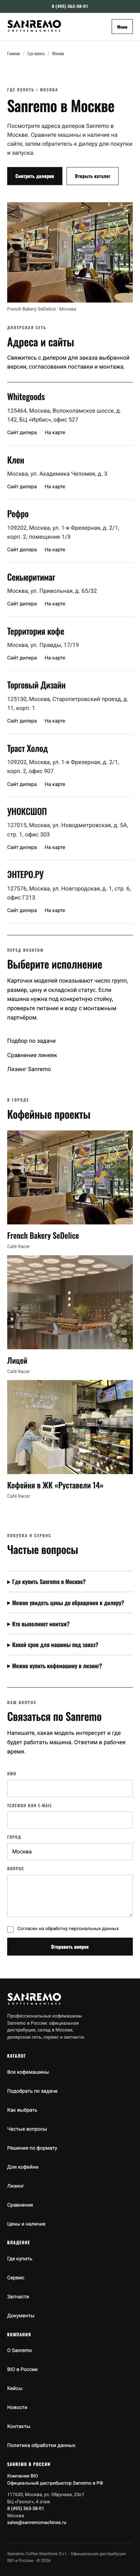 8 (495) 363-38-01
SANREMO
COFFEE MACHINES
Меню
Главная / Где купить / Москва
ГДЕ КУПИТЬ / МОСКВА
Sanremo в Москве
Посмотрите адреса дилеров Sanremo в
Москве. Сравните машины и наличие на
сайте, затем обратитесь к дилеру для покупки
и запуска.
Смотреть дилеров
Открыть каталог
French Bakery SeDelice · Москва
ДИЛЕРСКАЯ СЕТЬ
Адреса и сайты
Свяжитесь с дилером для заказа выбранной
версии, согласования поставки и монтажа.
Whitegoods
125464, Москва, Волоколамское шоссе, д.
142, БЦ «Ирбис», офис 527
Сайт дилера На карте
Клен
Москва, ул. Академика Челомея, д. 3
Сайт дилера На карте
Рефро
109202, Москва, ул. 1-я Фрезерная, д. 2/1,
корп. 2, помещение 1/3
Сайт дилера На карте
Секьюритимаг
Москва, ул. Привольная, д. 65/32
Сайт дилера На карте
Территория кофе
Москва, ул. Правды, 17/19
Сайт дилера На карте
Торговый Дизайн
125130, Москва, Старопетровский проезд, д.
11, корп. 1
Сайт дилера На карте
Траст Холод
109202, Москва, ул. 1-я Фрезерная, д. 2/1,
корп. 2, офис 907
Сайт дилера На карте
УНОКСШОП
127015, Москва, ул. Новодмитровская, д. 5А,
стр. 1, офис 303
Сайт дилера На карте
ЭНТЕРО.РУ
127576, Москва, ул. Новгородская, д. 1, стр. 6,
офис Г213
Сайт дилера На карте
ПЕРЕД ВИЗИТОМ
Выберите исполнение
Карточки моделей показывают число групп,
размер, цену и складской статус. Если
машина нужна под конкретную стойку,
проверьте питание и воду с монтажным
партнёром.
Подбор по задаче
Сравнение линеек
Лизинг Sanremo
В ГОРОДЕ
Кофейные проекты
French Bakery SeDelice
Café Racer
Лицей
Café Racer
Кофейня в ЖК «Руставели 14»
Café Racer
ПОКУПКА И СЕРВИС
Частые вопросы
▸ Где купить Sanremo в Москве?
▸ Можно увидеть цены до обращения к дилеру?
▸ Кто выполняет монтаж?
▸ Какой срок для машины под заказ?
▸ Можно купить кофемашину в лизинг?
ВАШ ВОПРОС
Связаться по Sanremo
Напишите, какая модель интересует и где
будет работать машина. Ответим в рабочее
время.
ИМЯ
ТЕЛЕФОН ИЛИ E-MAIL
ГОРОД
Москва
ВОПРОС
Согласен на обработку персональных данных
Отправить вопрос
SANREMO
COFFEE MACHINES
Профессиональные кофемашины
Sanremo в России: официальная
дистрибуция, склад в Москве,
дилерская сеть, сервис и запчасти.
КАТАЛОГ
Все кофемашины
Подобрать по задаче
Как выбрать
Частые вопросы
Решения по формату
Для кофейни
Лизинг
Сравнения
Цены и наличие
ВЛАДЕНИЕ
Где купить
Сервис
Запчасти
Документы
КОМПАНИЯ
О Sanremo
BIO в России
Кейсы
Новости
Контакты
Политика обработки данных
SANREMO В РОССИИ
Компания BIO
Официальный дистрибьютор Sanremo в РФ
117630, Москва, ул. Обручева, 23с1
БЦ «Геолог», 4 этаж
8 (495) 363-38-01
Москва
sales@sanremomachines.ru
Sanremo Coffee Machines S.r.l. · Официальная дистрибуция
BIO в России · © 2026